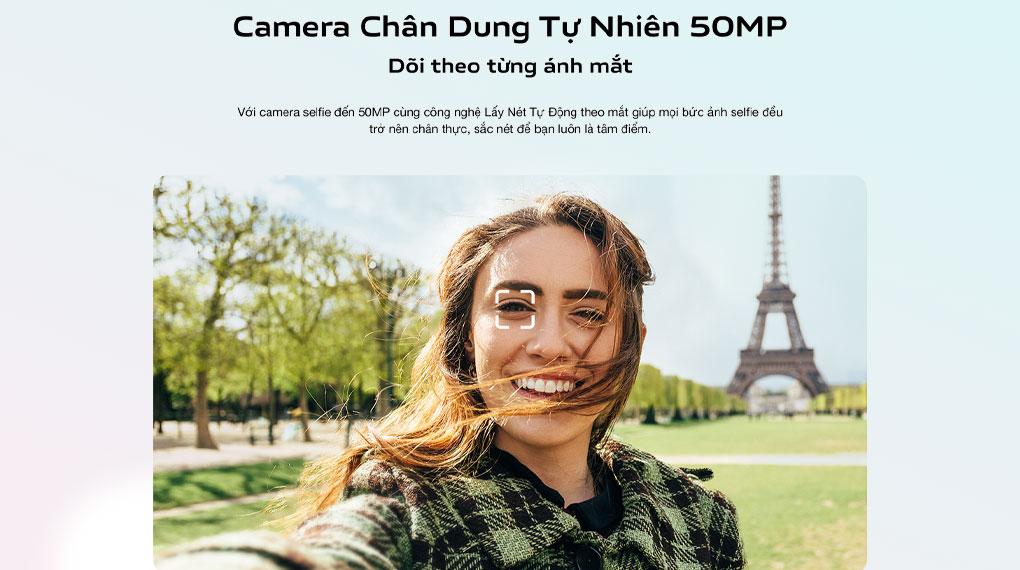 Camera Chân Dung Tự Nhiên 50MP
Dõi theo từng ánh mắt
Với camera selfie đến 50MP cùng công nghệ Lấy Nét Tự Động theo mắt giúp mọi bức ảnh selfie đều
trở nên chân thực, sắc nét để bạn luôn là tâm điểm.